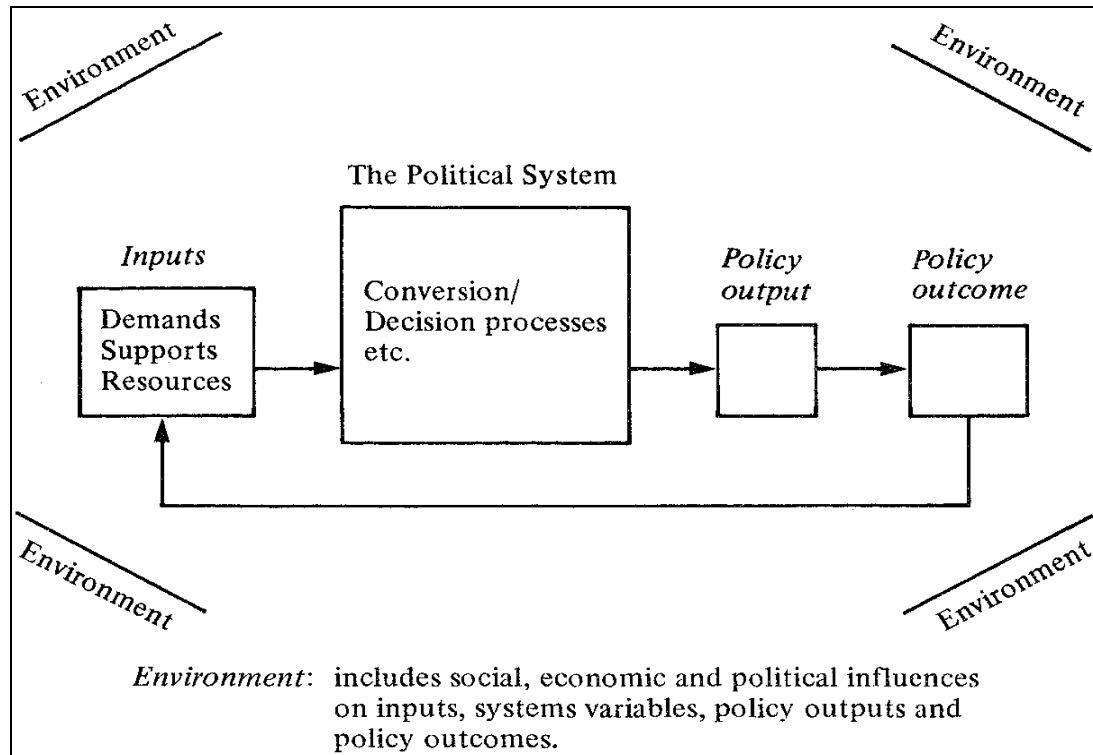 Environment
Environment
The Political System
Inputs
Demands
Supports
Resources
Conversion/
Decision processes
etc.
Policy
output
Policy
outcome
Environment
Environment
Environment: includes social, economic and political influences
on inputs, systems variables, policy outputs and
policy outcomes.